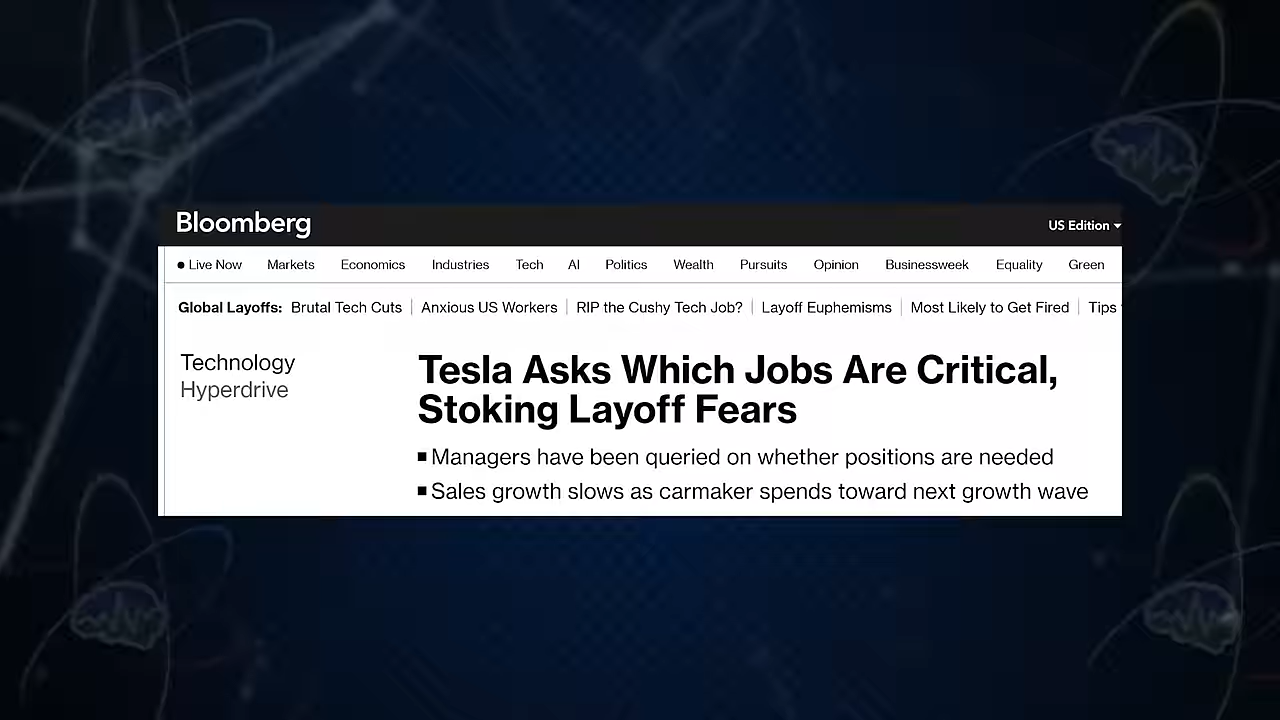 Bloomberg
US Edition
Live Now Markets Economics Industries Tech AI Politics Wealth Pursuits Opinion Businessweek Equality Green
Global Layoffs: Brutal Tech Cuts | Anxious US Workers | RIP the Cushy Tech Job? | Layoff Euphemisms | Most Likely to Get Fired | Tips
Technology
Hyperdrive
Tesla Asks Which Jobs Are Critical,
Stoking Layoff Fears
■ Managers have been queried on whether positions are needed
■ Sales growth slows as carmaker spends toward next growth wave